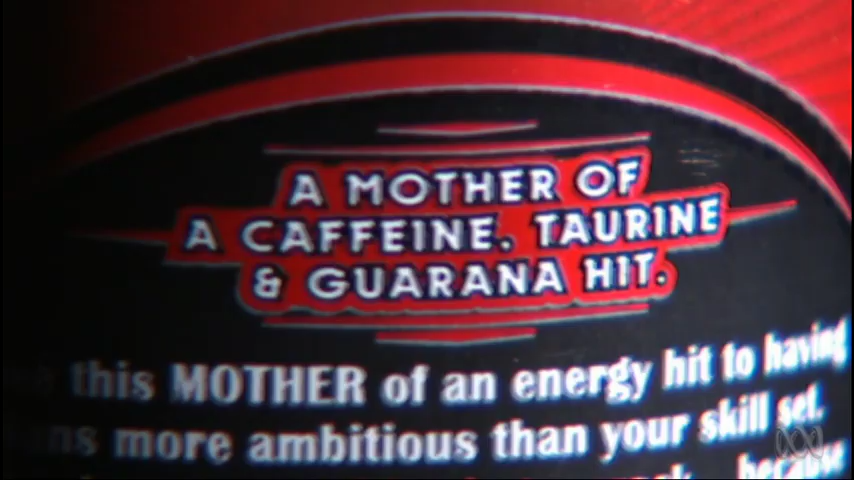 A MOTHER OF
A CAFFEINE, TAURINE
& GUARANA HIT.
this MOTHER of an energy hit to having
more ambitious than your skill set.
because